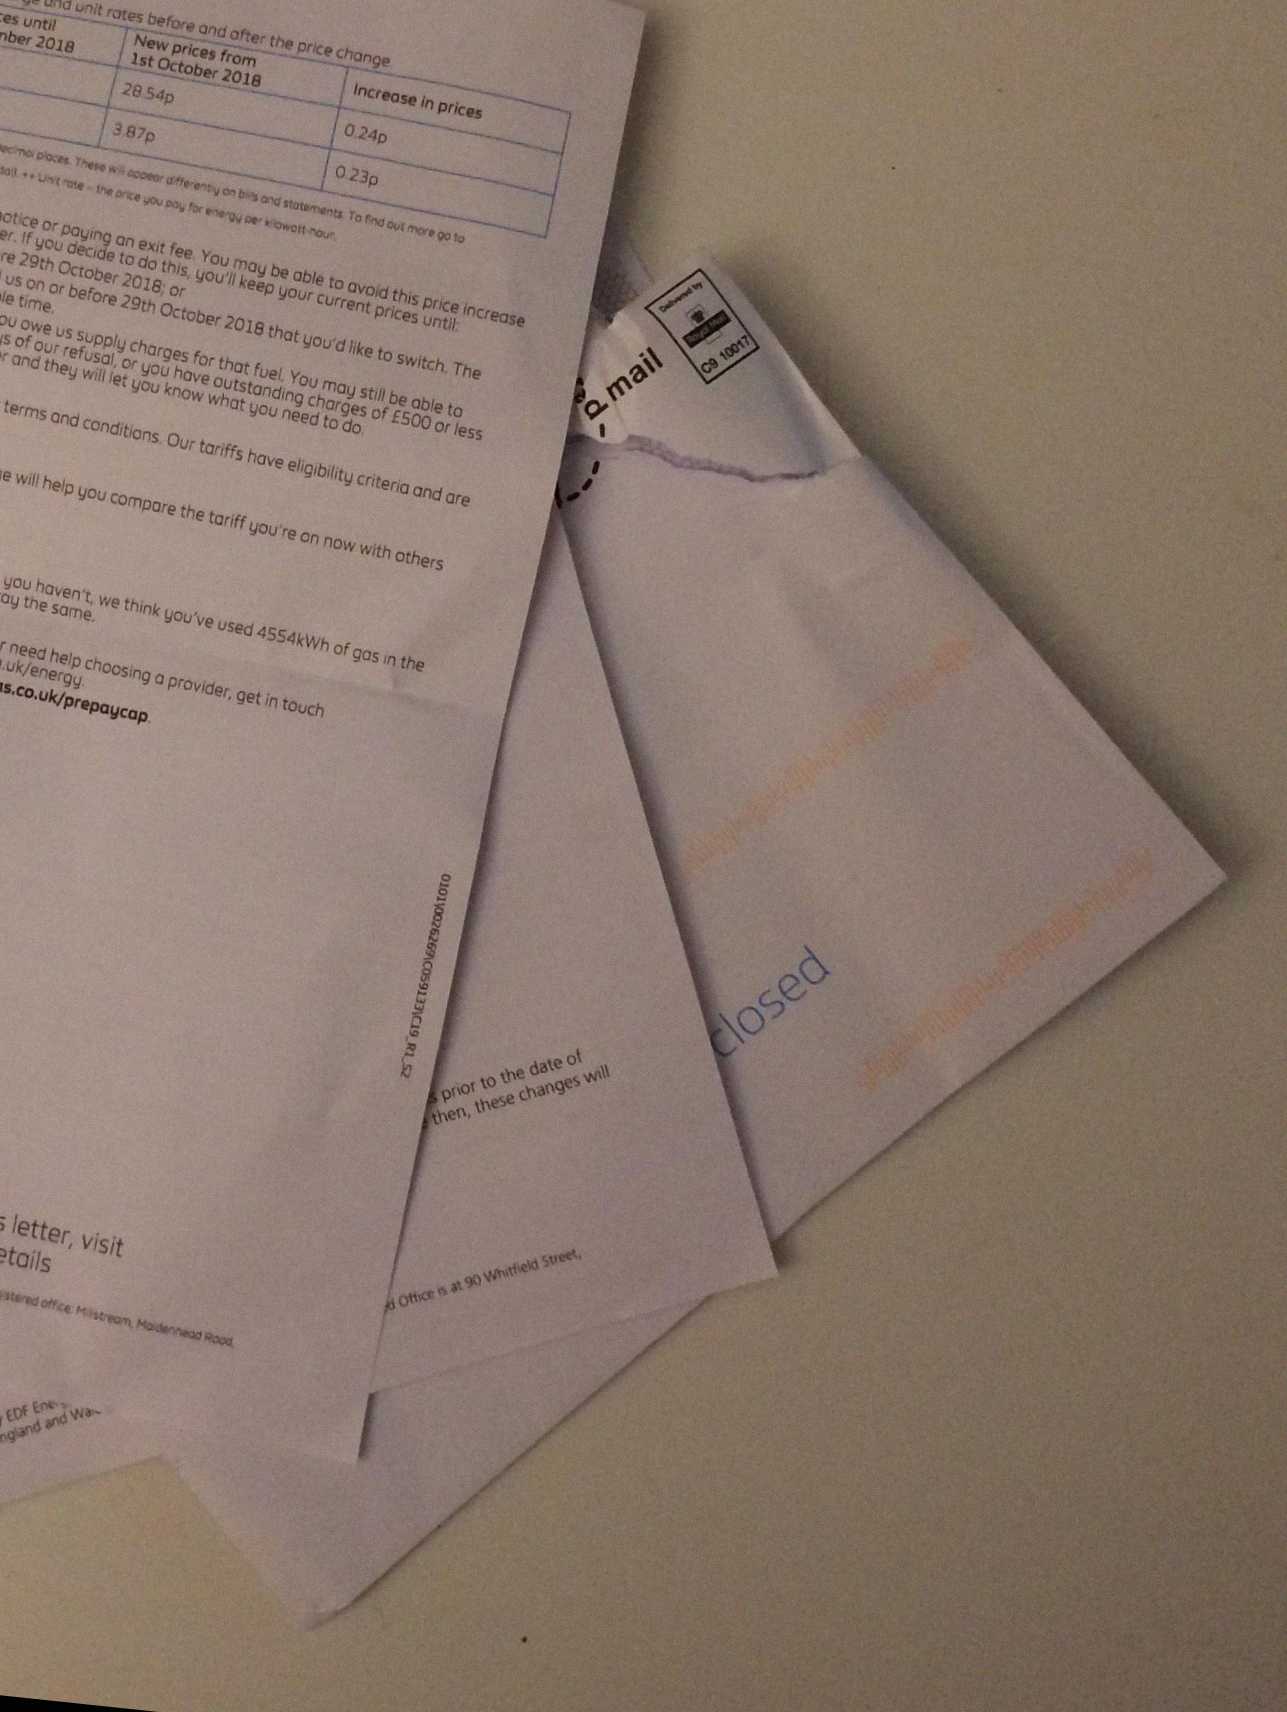 and unit rates before and after the price change
es until
mber 2018
New prices from
1st October 2018
Increase in prices
28.54p
0.24p
3.87p
0.23p
ecimal places. These will appear differently on bills and statements. To find out more go to
++ Unit rate – the price you pay for energy per kilowatt-hour.
notice or paying an exit fee. You may be able to avoid this price increase
er. If you decide to do this, you'll keep your current prices until:
re 29th October 2018; or
us on or before 29th October 2018 that you'd like to switch. The
le time.
ou owe us supply charges for that fuel. You may still be able to
ys of our refusal, or you have outstanding charges of £500 or less
r and they will let you know what you need to do.
terms and conditions. Our tariffs have eligibility criteria and are
e will help you compare the tariff you're on now with others
you haven't, we think you've used 4554kWh of gas in the
ay the same.
r need help choosing a provider, get in touch
.uk/energy.
as.co.uk/prepaycap.
s letter, visit
etails
istered office: Millstream, Maidenhead Road,
0101\0026269\C059133\C19_R1_S2
s prior to the date of
then, these changes will
d Office is at 90 Whitfield Street,
EDF Ene
ngland and Wa
Delivered by
Royal Mail
C9 10017
mail
closed